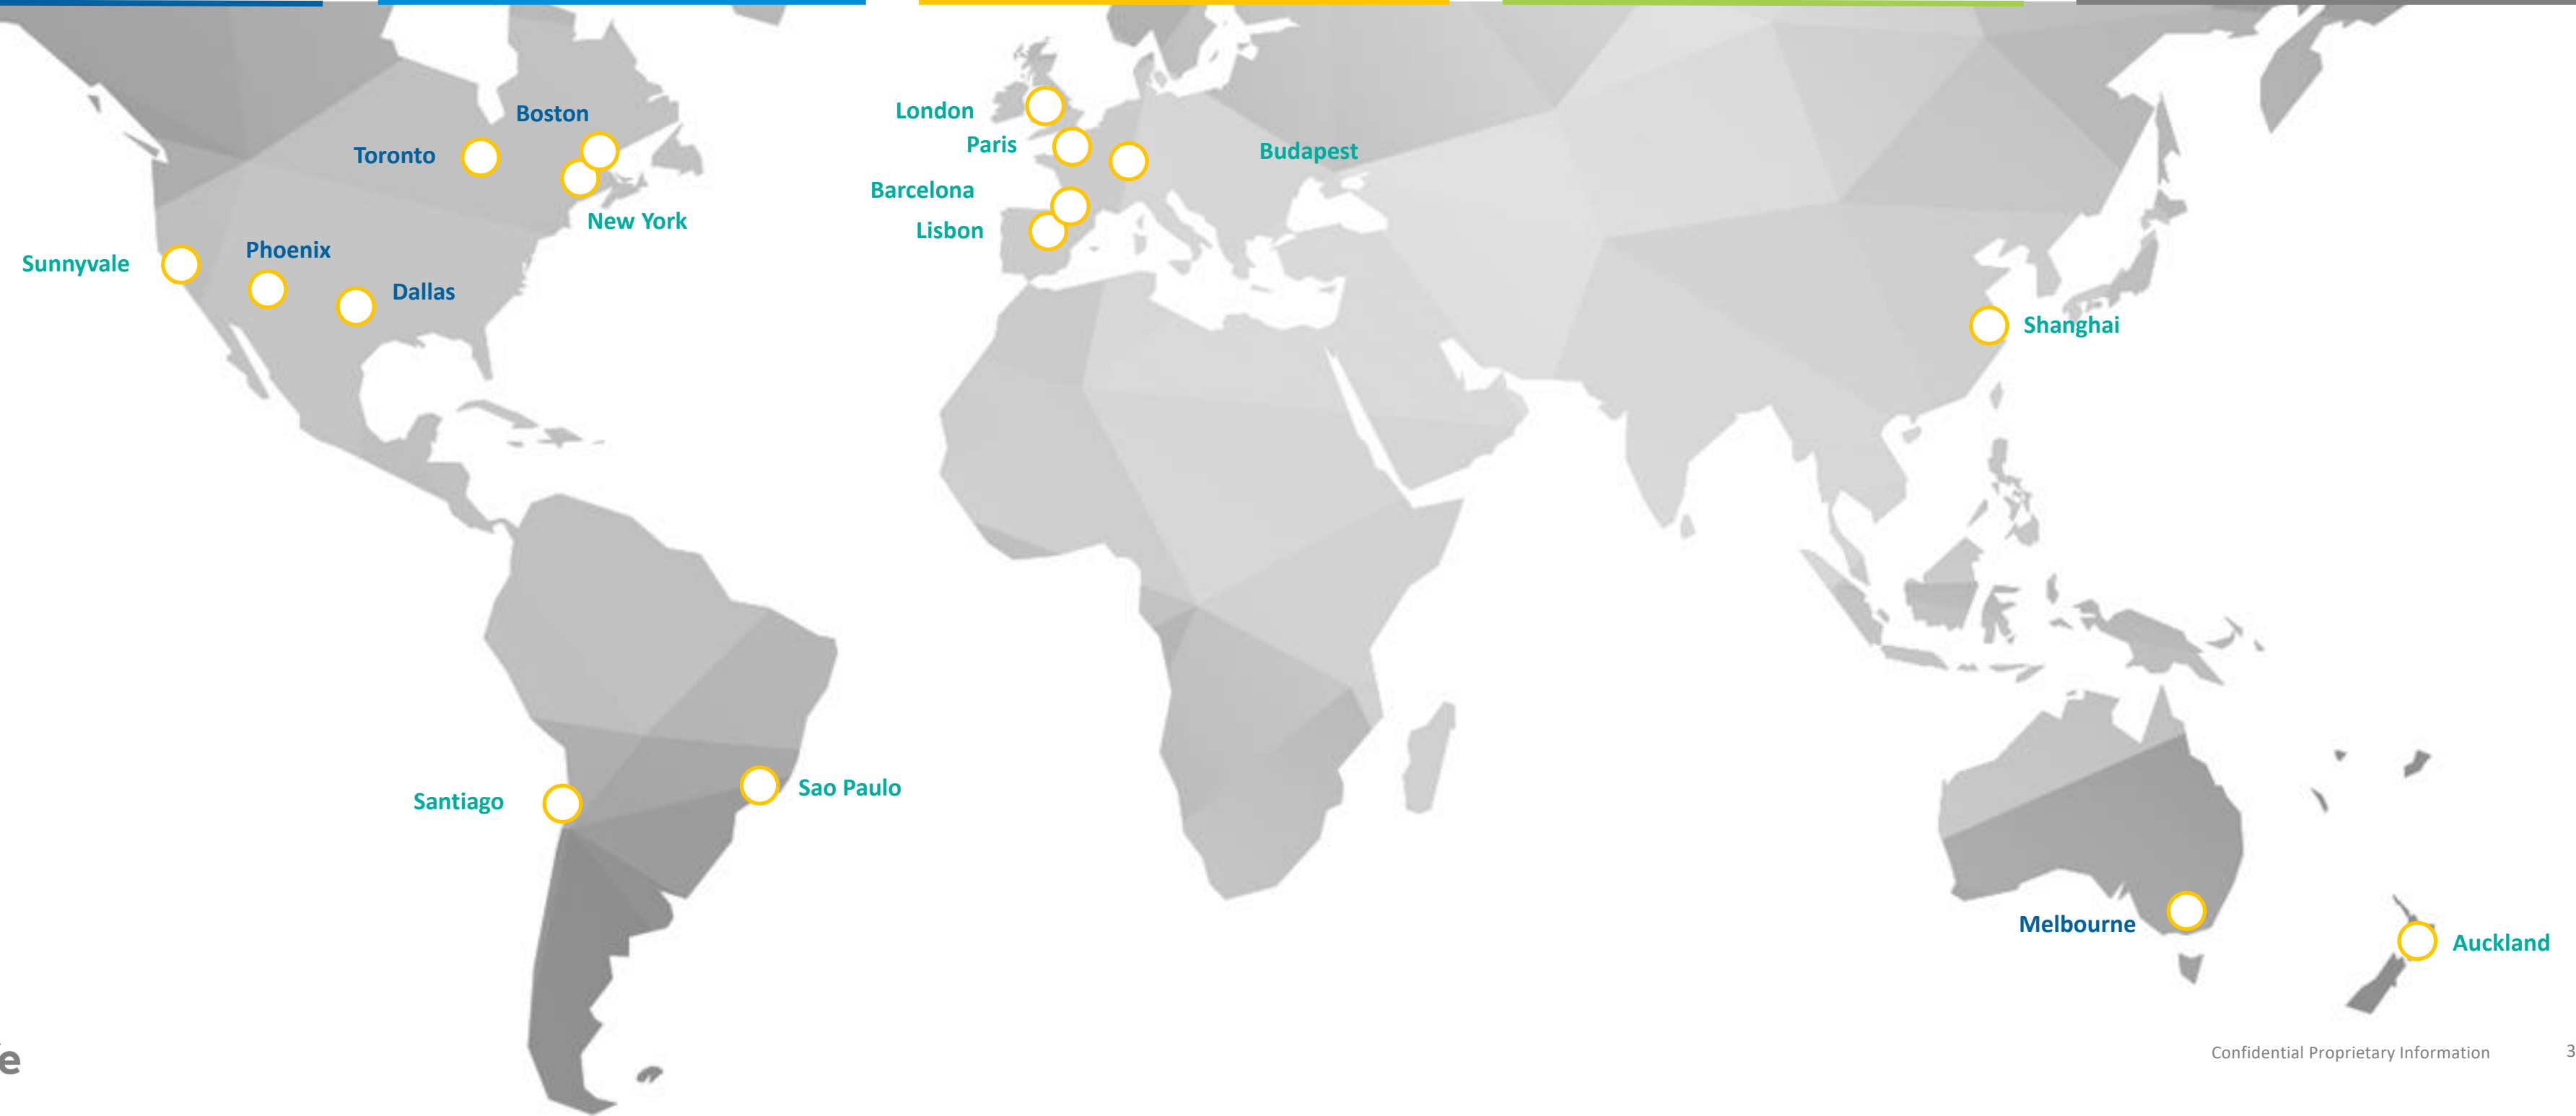 Boston
Toronto
New York
Phoenix
Sunnyvale
Dallas
London
Paris
Budapest
Barcelona
Lisbon
Shanghai
Santiago
Sao Paulo
Melbourne
Auckland
e
Confidential Proprietary Information
3